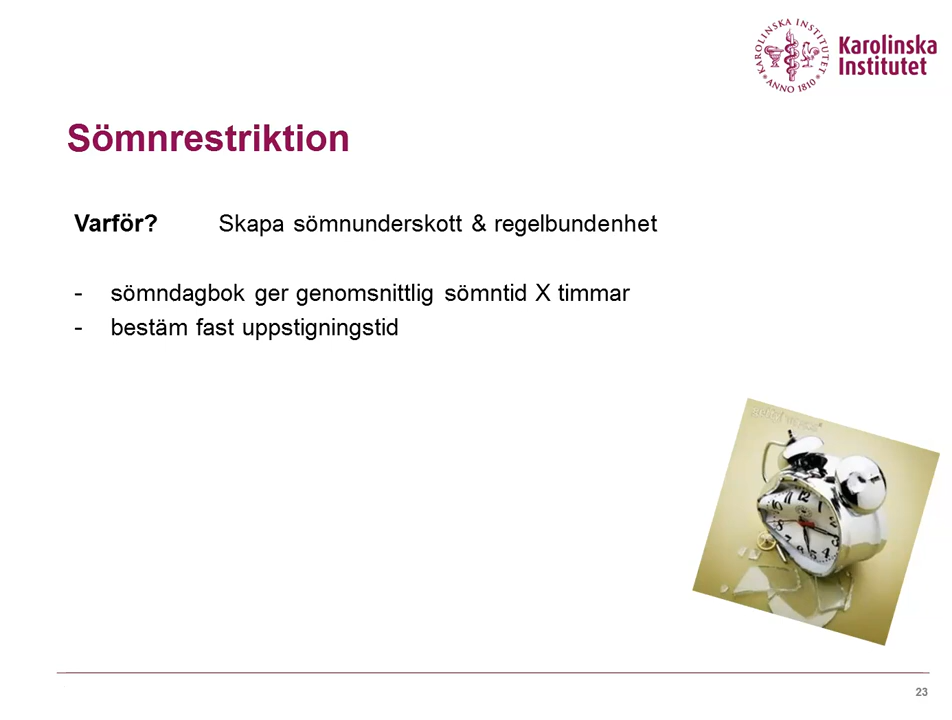 KAROLINSKA INSTITUTET
ANNO 1810
Karolinska
Institutet
Sömnrestriktion
Varför? Skapa sömnunderskott & regelbundenhet
- sömndagbok ger genomsnittlig sömntid X timmar
- bestäm fast uppstigningstid
23